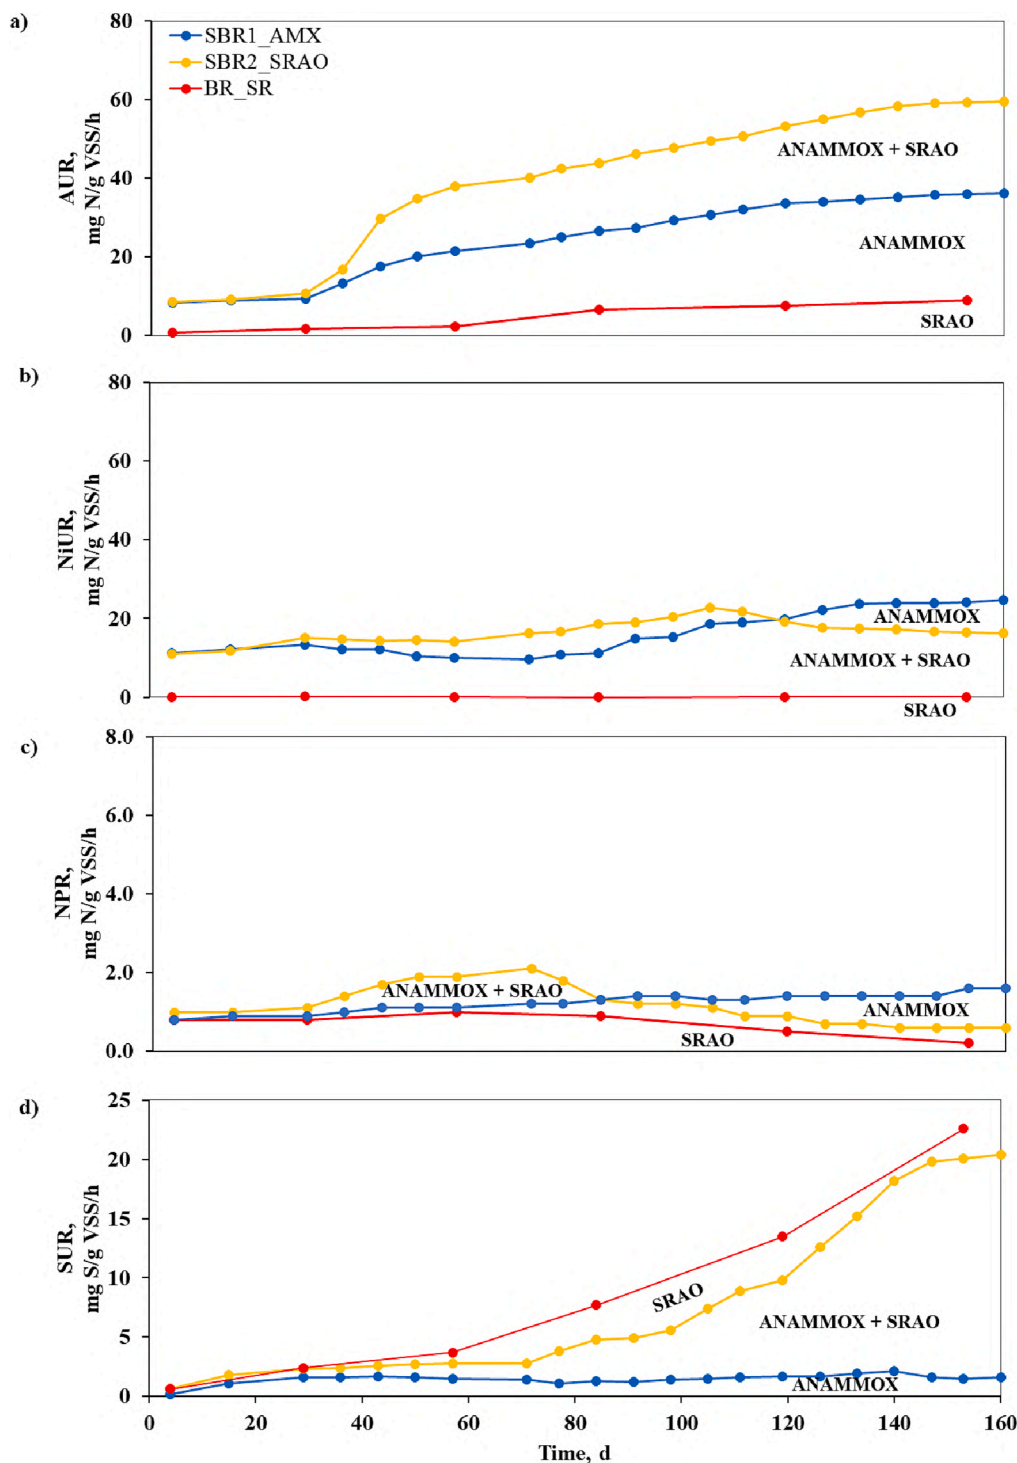 a)
AUR,
mg N/g VSS/h
80
60
40
20
0
SBR1_AMX
SBR2_SRAO
BR_SR
ANAMMOX + SRAO
ANAMMOX
SRAO
b)
NiUR,
mg N/g VSS/h
80
60
40
20
0
ANAMMOX
ANAMMOX + SRAO
SRAO
c)
NPR,
mg N/g VSS/h
8.0
6.0
4.0
2.0
0.0
ANAMMOX + SRAO
ANAMMOX
SRAO
d)
SUR,
mg S/g VSS/h
25
20
15
10
5
0
SRAO
ANAMMOX + SRAO
ANAMMOX
0 20 40 60 80 100 120 140 160
Time, d